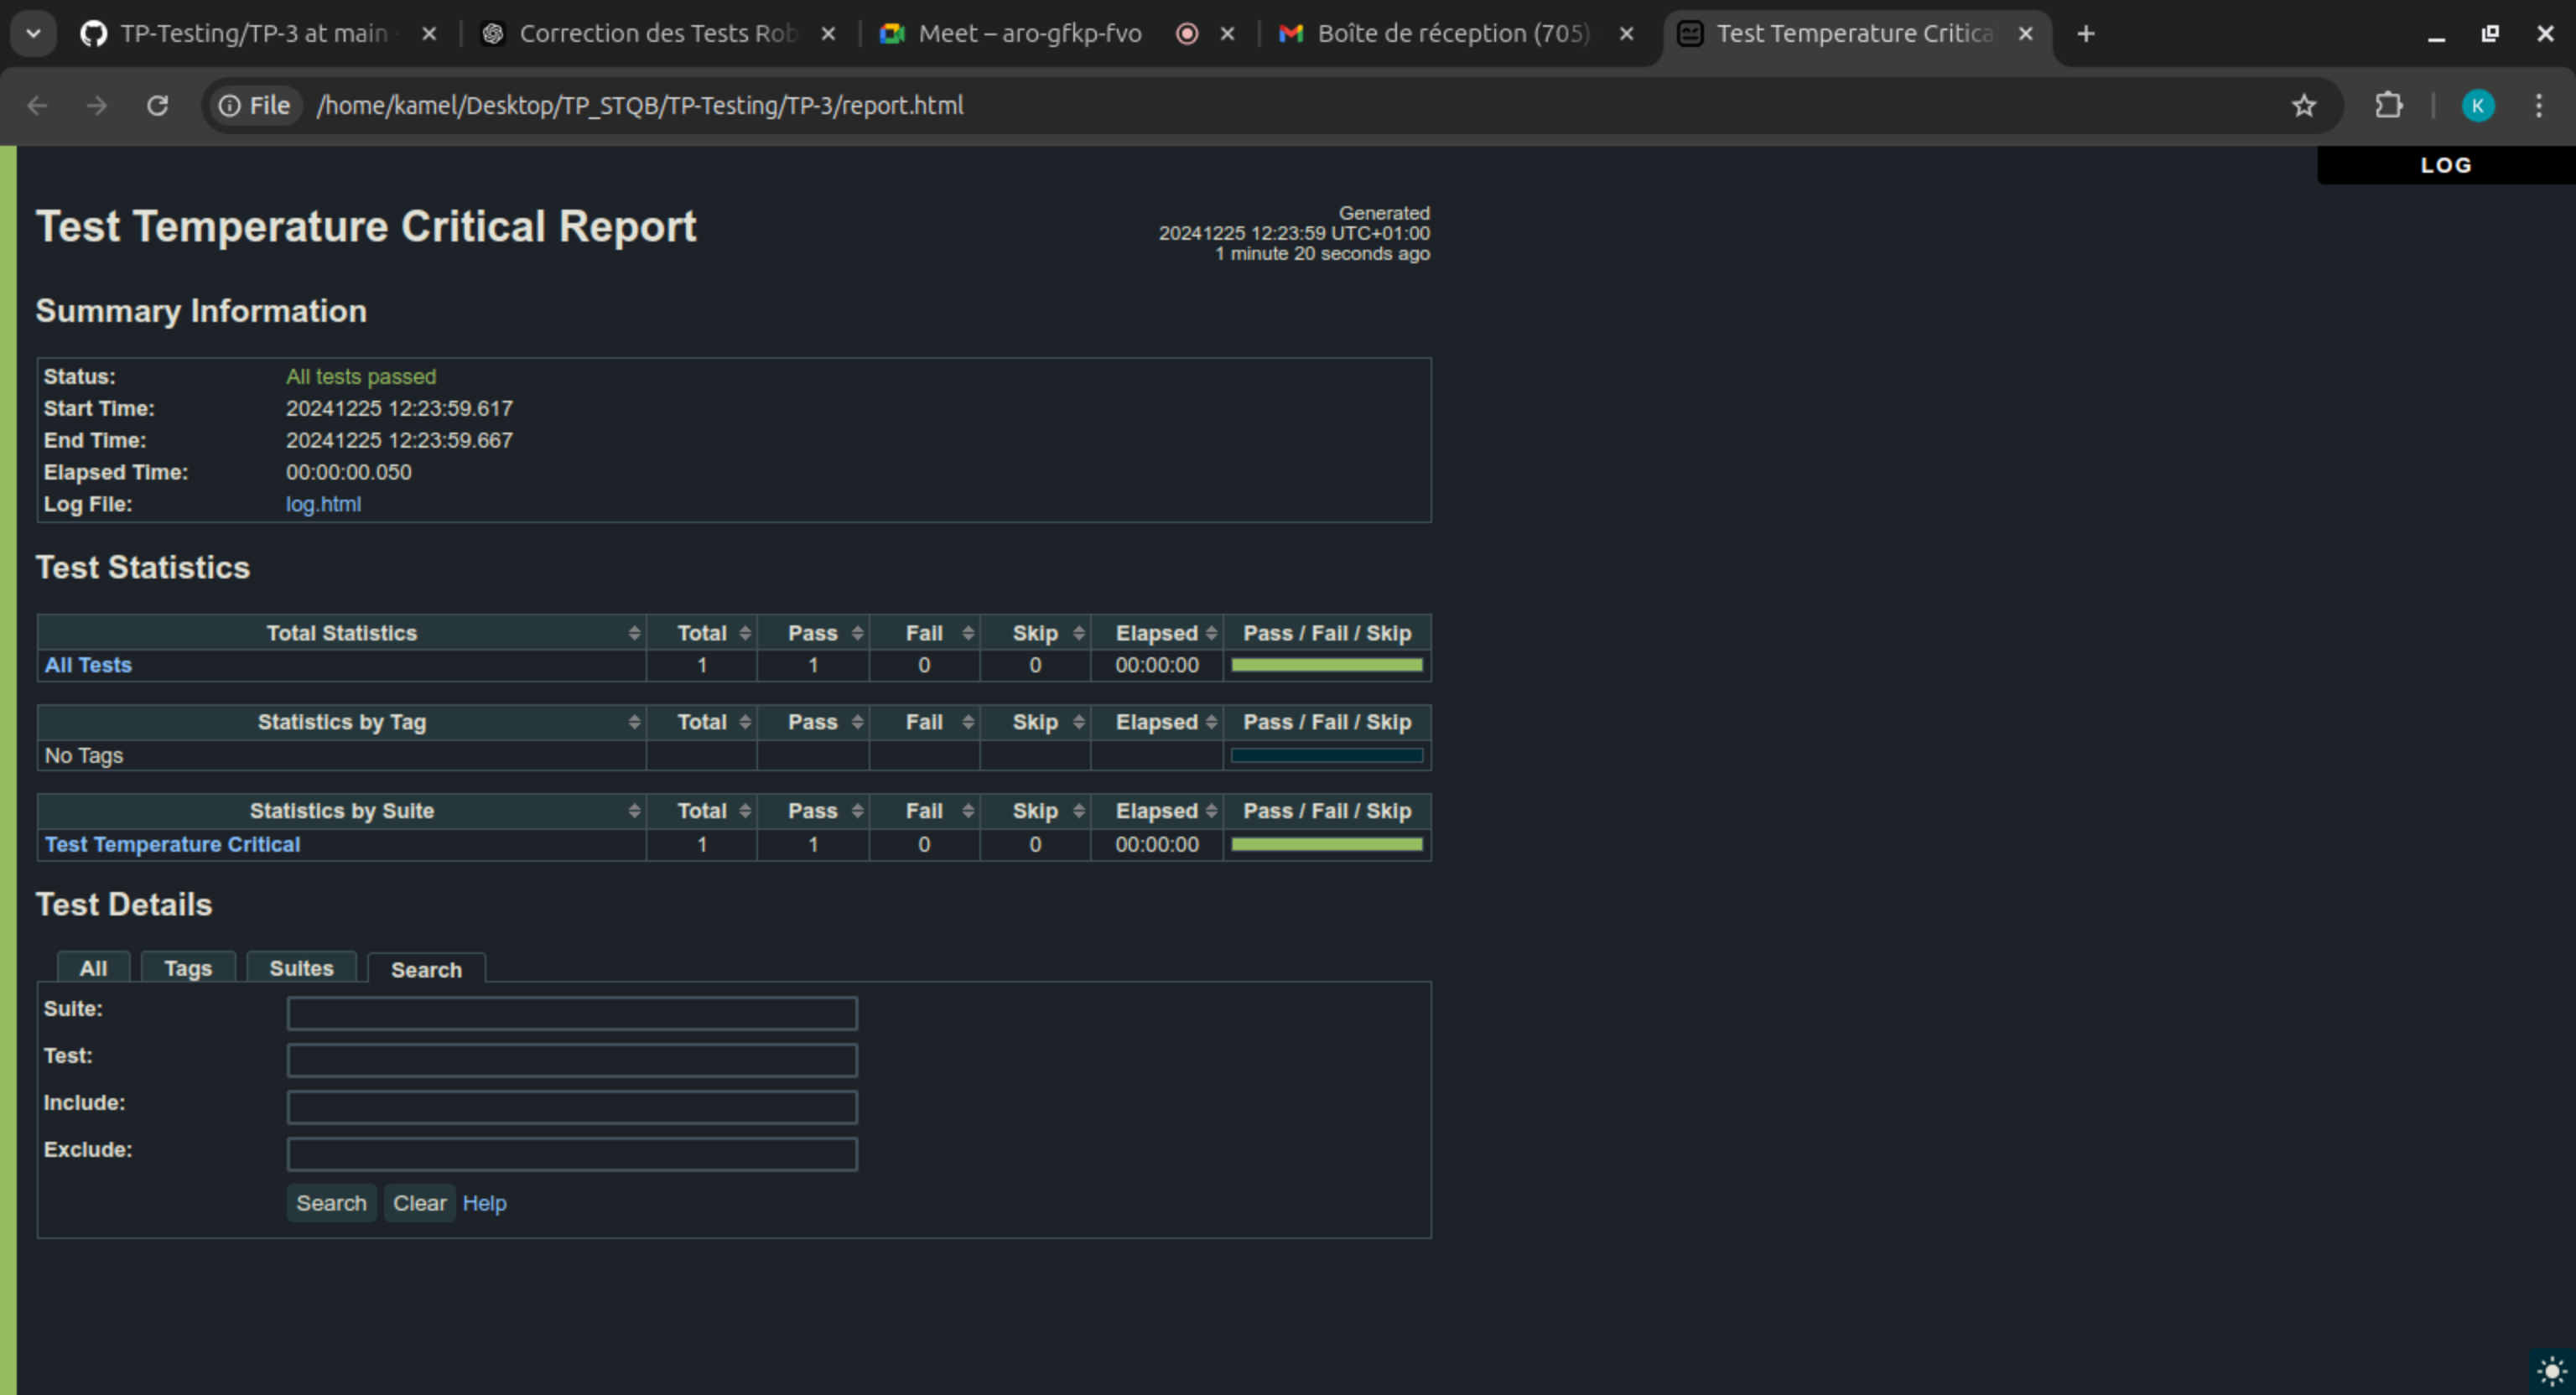 TP-Testing/TP-3 at main
Correction des Tests Rob
Meet – aro-gfkp-fvo
Boîte de réception (705)
Test Temperature Critica
File
/home/kamel/Desktop/TP_STQB/TP-Testing/TP-3/report.html
K
LOG
Test Temperature Critical Report
Generated
20241225 12:23:59 UTC+01:00
1 minute 20 seconds ago
Summary Information
Status: All tests passed
Start Time: 20241225 12:23:59.617
End Time: 20241225 12:23:59.667
Elapsed Time: 00:00:00.050
Log File: log.html
Test Statistics
Total Statistics Total Pass Fail Skip Elapsed Pass / Fail / Skip
All Tests 1 1 0 0 00:00:00
Statistics by Tag Total Pass Fail Skip Elapsed Pass / Fail / Skip
No Tags
Statistics by Suite Total Pass Fail Skip Elapsed Pass / Fail / Skip
Test Temperature Critical 1 1 0 0 00:00:00
Test Details
All Tags Suites Search
Suite:
Test:
Include:
Exclude:
Search Clear Help